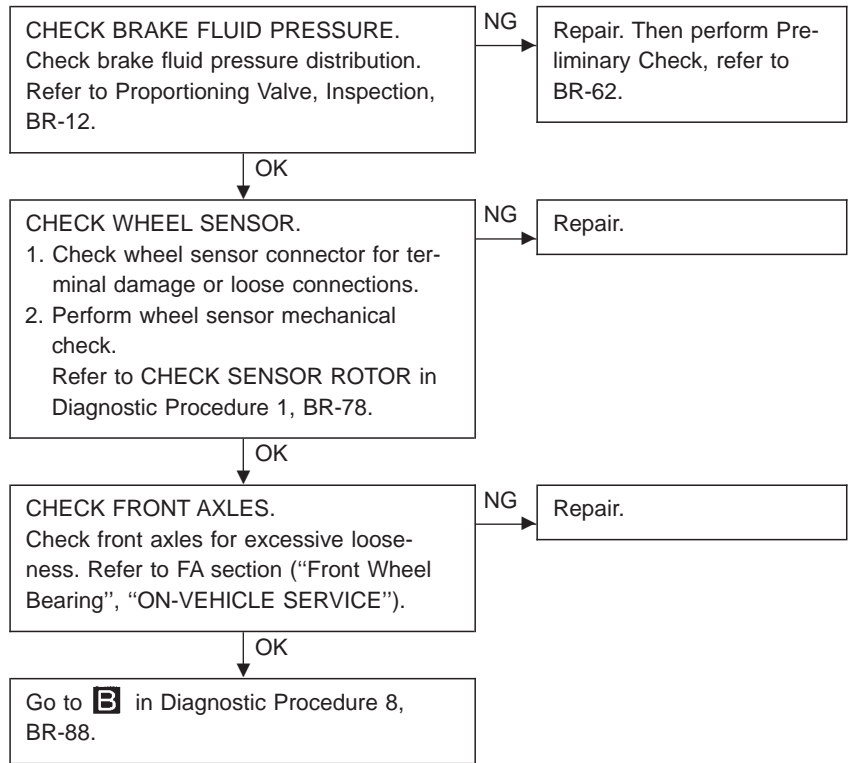 CHECK BRAKE FLUID PRESSURE.
Check brake fluid pressure distribution.
Refer to Proportioning Valve, Inspection,
BR-12.
NG
Repair. Then perform Pre-
liminary Check, refer to
BR-62.
OK
CHECK WHEEL SENSOR.
1. Check wheel sensor connector for ter-
minal damage or loose connections.
2. Perform wheel sensor mechanical
check.
Refer to CHECK SENSOR ROTOR in
Diagnostic Procedure 1, BR-78.
NG
Repair.
OK
CHECK FRONT AXLES.
Check front axles for excessive loose-
ness. Refer to FA section (‘‘Front Wheel
Bearing’’, ‘‘ON-VEHICLE SERVICE’’).
NG
Repair.
OK
Go to B in Diagnostic Procedure 8,
BR-88.